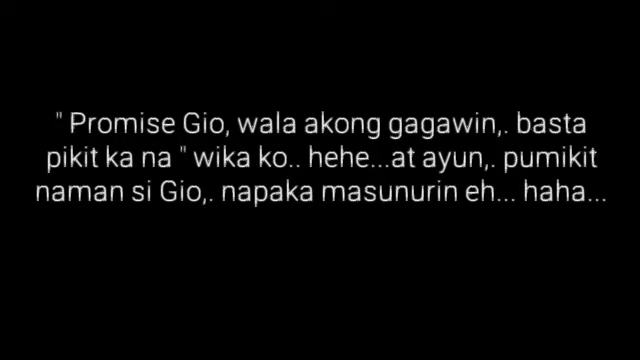 " Promise Gio, wala akong gagawin,. basta
pikit ka na " wika ko.. hehe...at ayun,. pumikit
naman si Gio,. napaka masunurin eh... haha...